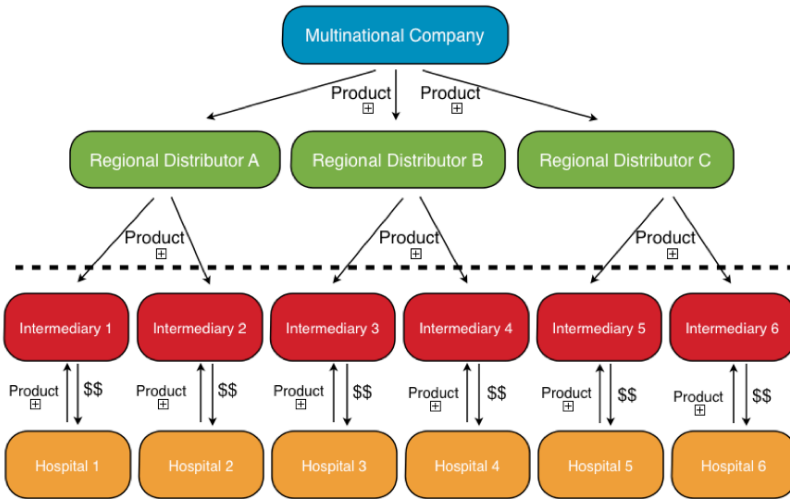 Multinational Company
Product Product
Regional Distributor A Regional Distributor B Regional Distributor C
Product Product Product
Intermediary 1 Intermediary 2 Intermediary 3 Intermediary 4 Intermediary 5 Intermediary 6
Product $$ Product $$ Product $$ Product $$ Product $$ Product $$
Hospital 1 Hospital 2 Hospital 3 Hospital 4 Hospital 5 Hospital 6